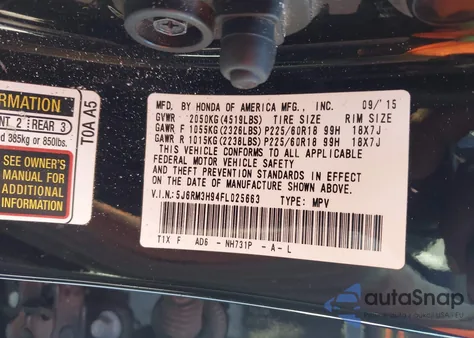 FORMATION
NT 2 REAR 3
ed 385kg or 850lbs.
SEE OWNER'S
MANUAL FOR
ADDITIONAL
INFORMATION
T0A A5
MFD. BY HONDA OF AMERICA MFG., INC. 09/15
GVWR 2050KG(4519LBS) TIRE SIZE RIM SIZE
GAWR F 1055KG(2326LBS) P225/60R18 99H 18X7J
GAWR R 1015KG(2238LBS) P225/60R18 99H 18X7J
THIS VEHICLE CONFORMS TO ALL APPLICABLE
FEDERAL MOTOR VEHICLE SAFETY
AND THEFT PREVENTION STANDARDS IN EFFECT
ON THE DATE OF MANUFACTURE SHOWN ABOVE.
V.I.N.:5J6RM3H94FL025663 TYPE: MPV
T1X F AD6 - NH731P -A-L
autoSnap